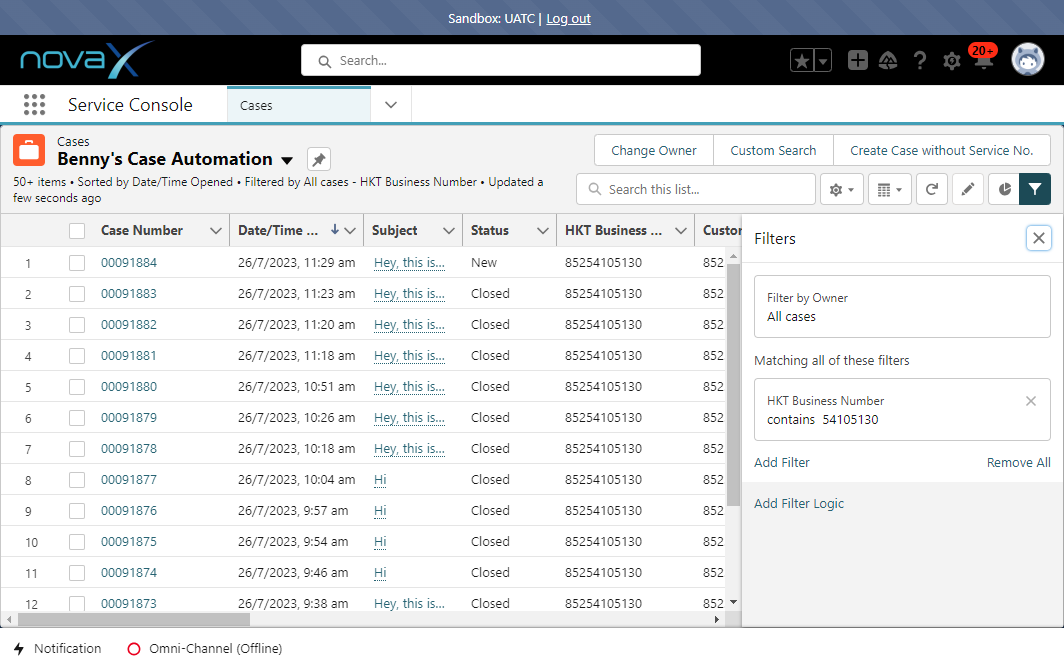 Sandbox: UATC | Log out
novaX
Search...
20+
Service Console
Cases
Cases
Benny's Case Automation
50+ items • Sorted by Date/Time Opened • Filtered by All cases - HKT Business Number • Updated a
few seconds ago
Change Owner
Custom Search
Create Case without Service No.
Search this list...
Case Number Date/Time ... Subject Status HKT Business ... Custor
1 00091884 26/7/2023, 11:29 am Hey, this is... New 85254105130 852
2 00091883 26/7/2023, 11:23 am Hey, this is... Closed 85254105130 852
3 00091882 26/7/2023, 11:20 am Hey, this is... Closed 85254105130 852
4 00091881 26/7/2023, 11:18 am Hey, this is... Closed 85254105130 852
5 00091880 26/7/2023, 10:51 am Hey, this is... Closed 85254105130 852
6 00091879 26/7/2023, 10:26 am Hey, this is... Closed 85254105130 852
7 00091878 26/7/2023, 10:18 am Hey, this is... Closed 85254105130 852
8 00091877 26/7/2023, 10:04 am Hi Closed 85254105130 852
9 00091876 26/7/2023, 9:57 am Hi Closed 85254105130 852
10 00091875 26/7/2023, 9:54 am Hi Closed 85254105130 852
11 00091874 26/7/2023, 9:46 am Hi Closed 85254105130 852
12 00091873 26/7/2023, 9:38 am Hey, this is... Closed 85254105130 852
Filters
Filter by Owner
All cases
Matching all of these filters
HKT Business Number
contains 54105130
Add Filter
Remove All
Add Filter Logic
Notification
Omni-Channel (Offline)